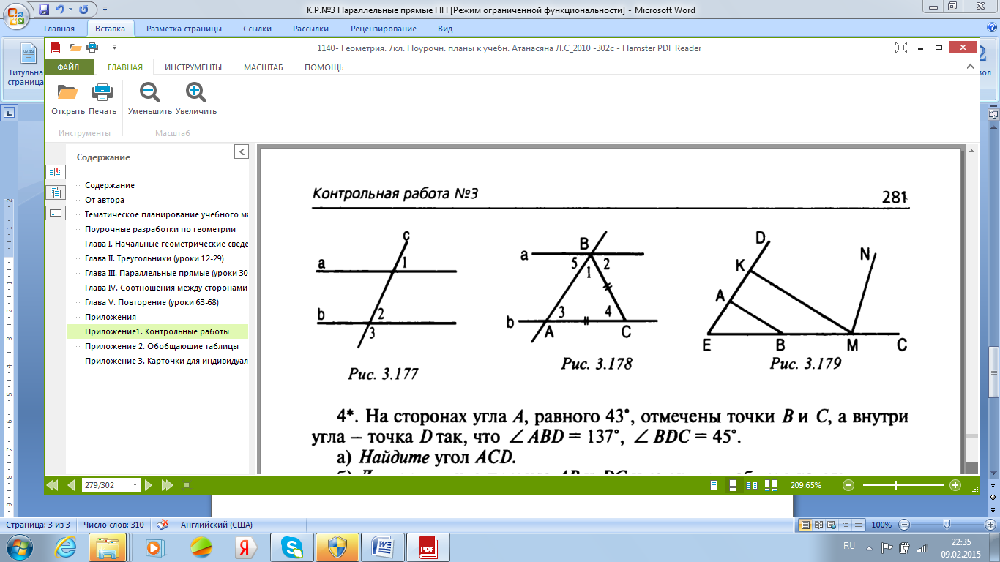 К.Р.№3 Параллельные прямые НН [Режим ограниченной функциональности] - Microsoft Word
Главная Вставка Разметка страницы Ссылки Рассылки Рецензирование Вид
Титульна
страница
1140- Геометрия. 7кл. Поурочн. планы к учебн. Атанасяна Л.С_2010 -302с - Hamster PDF Reader
ФАЙЛ ГЛАВНАЯ ИНСТРУМЕНТЫ МАСШТАБ ПОМОЩЬ
Открыть Печать Уменьшить Увеличить
Инструменты Масштаб
Содержание
Содержание
От автора
Тематическое планирование учебного ма
Поурочные разработки по геометрии
Глава I. Начальные геометрические сведе
Глава II. Треугольники (уроки 12-29)
Глава III. Параллельные прямые (уроки 30
Глава IV. Соотношения между сторонами
Глава V. Повторение (уроки 63-68)
Приложения
Приложение1. Контрольные работы
Приложение 2. Обобщаюшие таблицы
Приложение 3. Карточки для индивидуал
Контрольная работа №3 281
c a 1 b 2 3
Рис. 3.177
B a 5 1 2 b 3 4 A C
Рис. 3.178
D K N A E B M C
Рис. 3.179
4*. На сторонах угла A, равного 43°, отмечены точки B и C, а внутри
угла – точка D так, что ∠ ABD = 137°, ∠ BDC = 45°.
а) Найдите угол ACD.
279/302 209.65%
Страница: 3 из 3 Число слов: 310 Английский (США) 100%
RU 22:35
09.02.2015